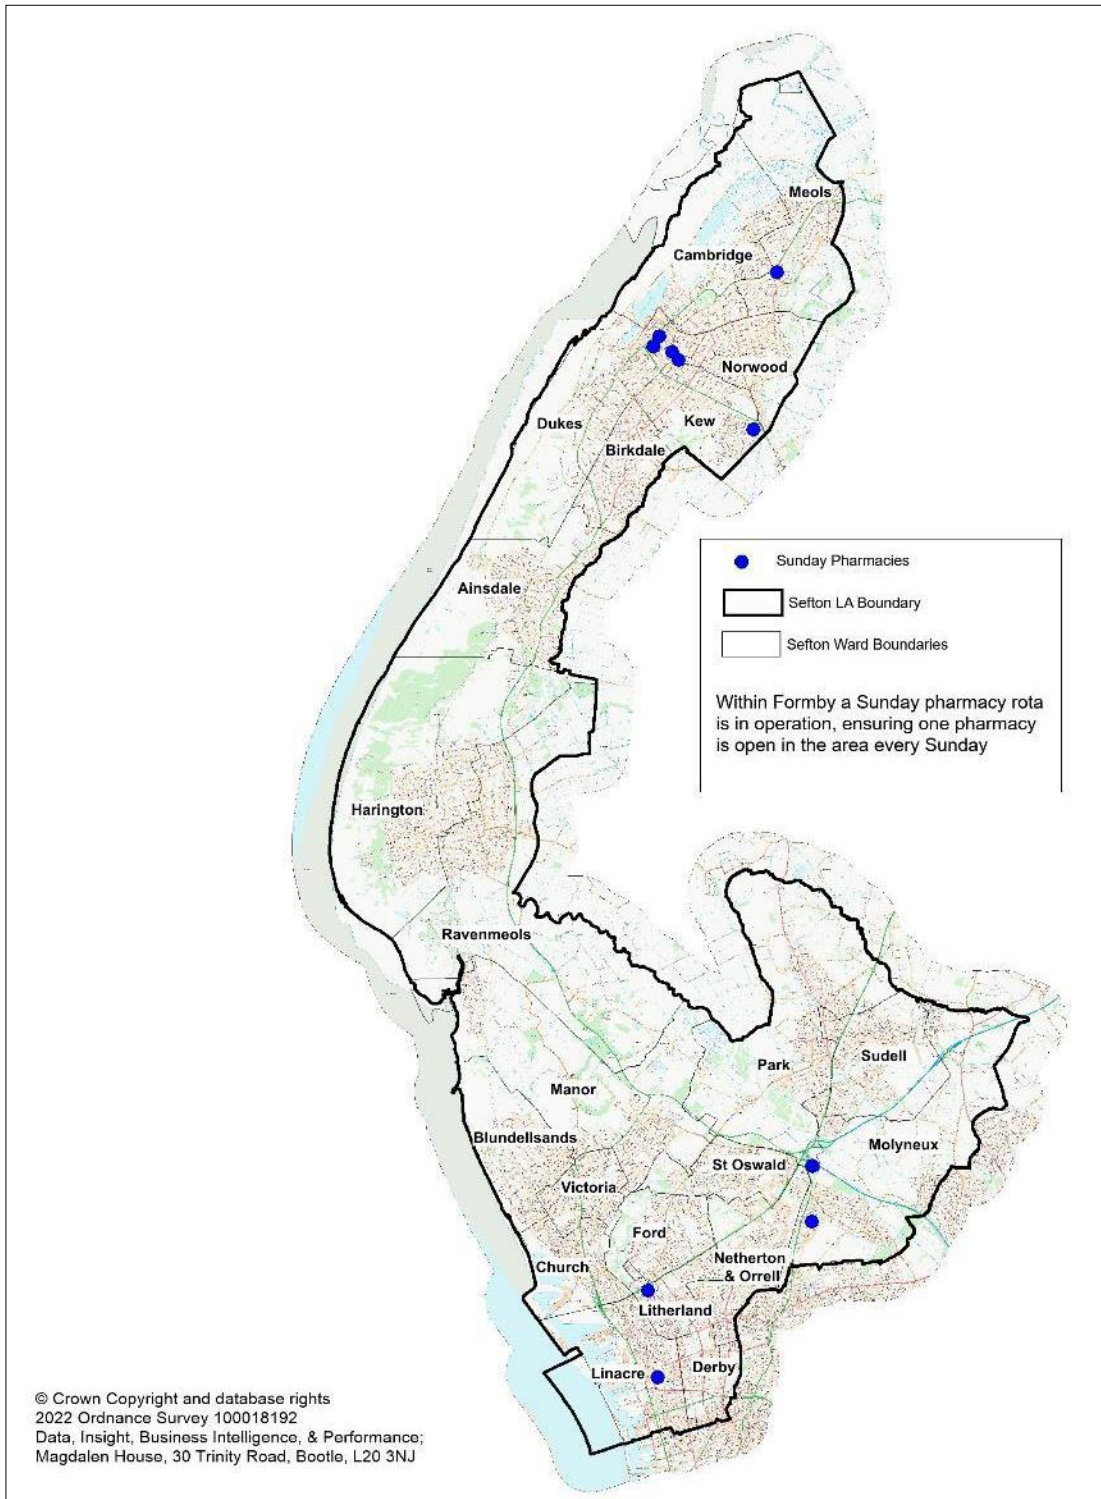 Meols
Cambridge
Norwood
Dukes
Kew
Birkdale
Sunday Pharmacies
Sefton LA Boundary
Sefton Ward Boundaries
Within Formby a Sunday pharmacy rota
is in operation, ensuring one pharmacy
is open in the area every Sunday
Ainsdale
Harington
Ravenmeols
Park
Sudell
Manor
Blundellsands
Molyneux
St Oswald
Victoria
Ford
Netherton
& Orrell
Church
Litherland
Linacre
Derby
© Crown Copyright and database rights
2022 Ordnance Survey 100018192
Data, Insight, Business Intelligence, & Performance;
Magdalen House, 30 Trinity Road, Bootle, L20 3NJ